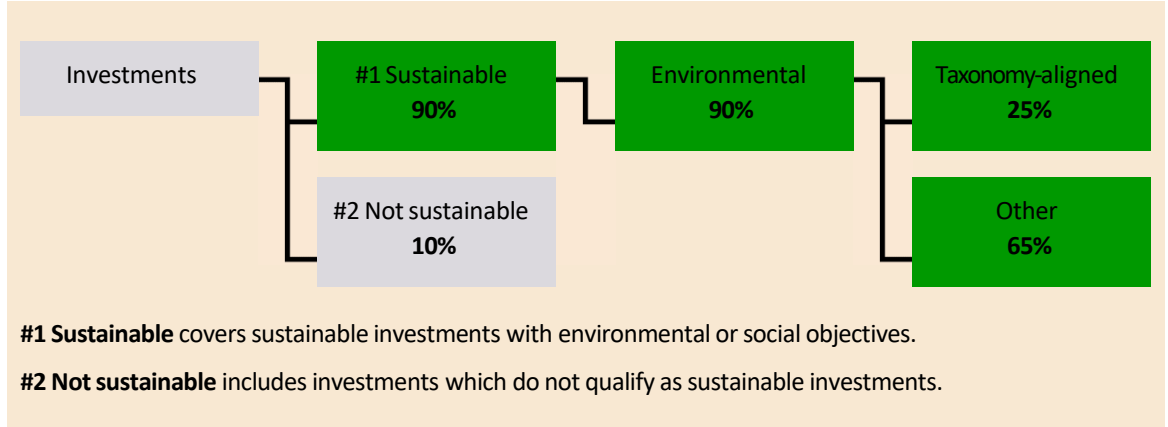 Investments
#1 Sustainable
90%
Environmental
90%
Taxonomy-aligned
25%
#2 Not sustainable
10%
Other
65%
#1 Sustainable covers sustainable investments with environmental or social objectives.
#2 Not sustainable includes investments which do not qualify as sustainable investments.